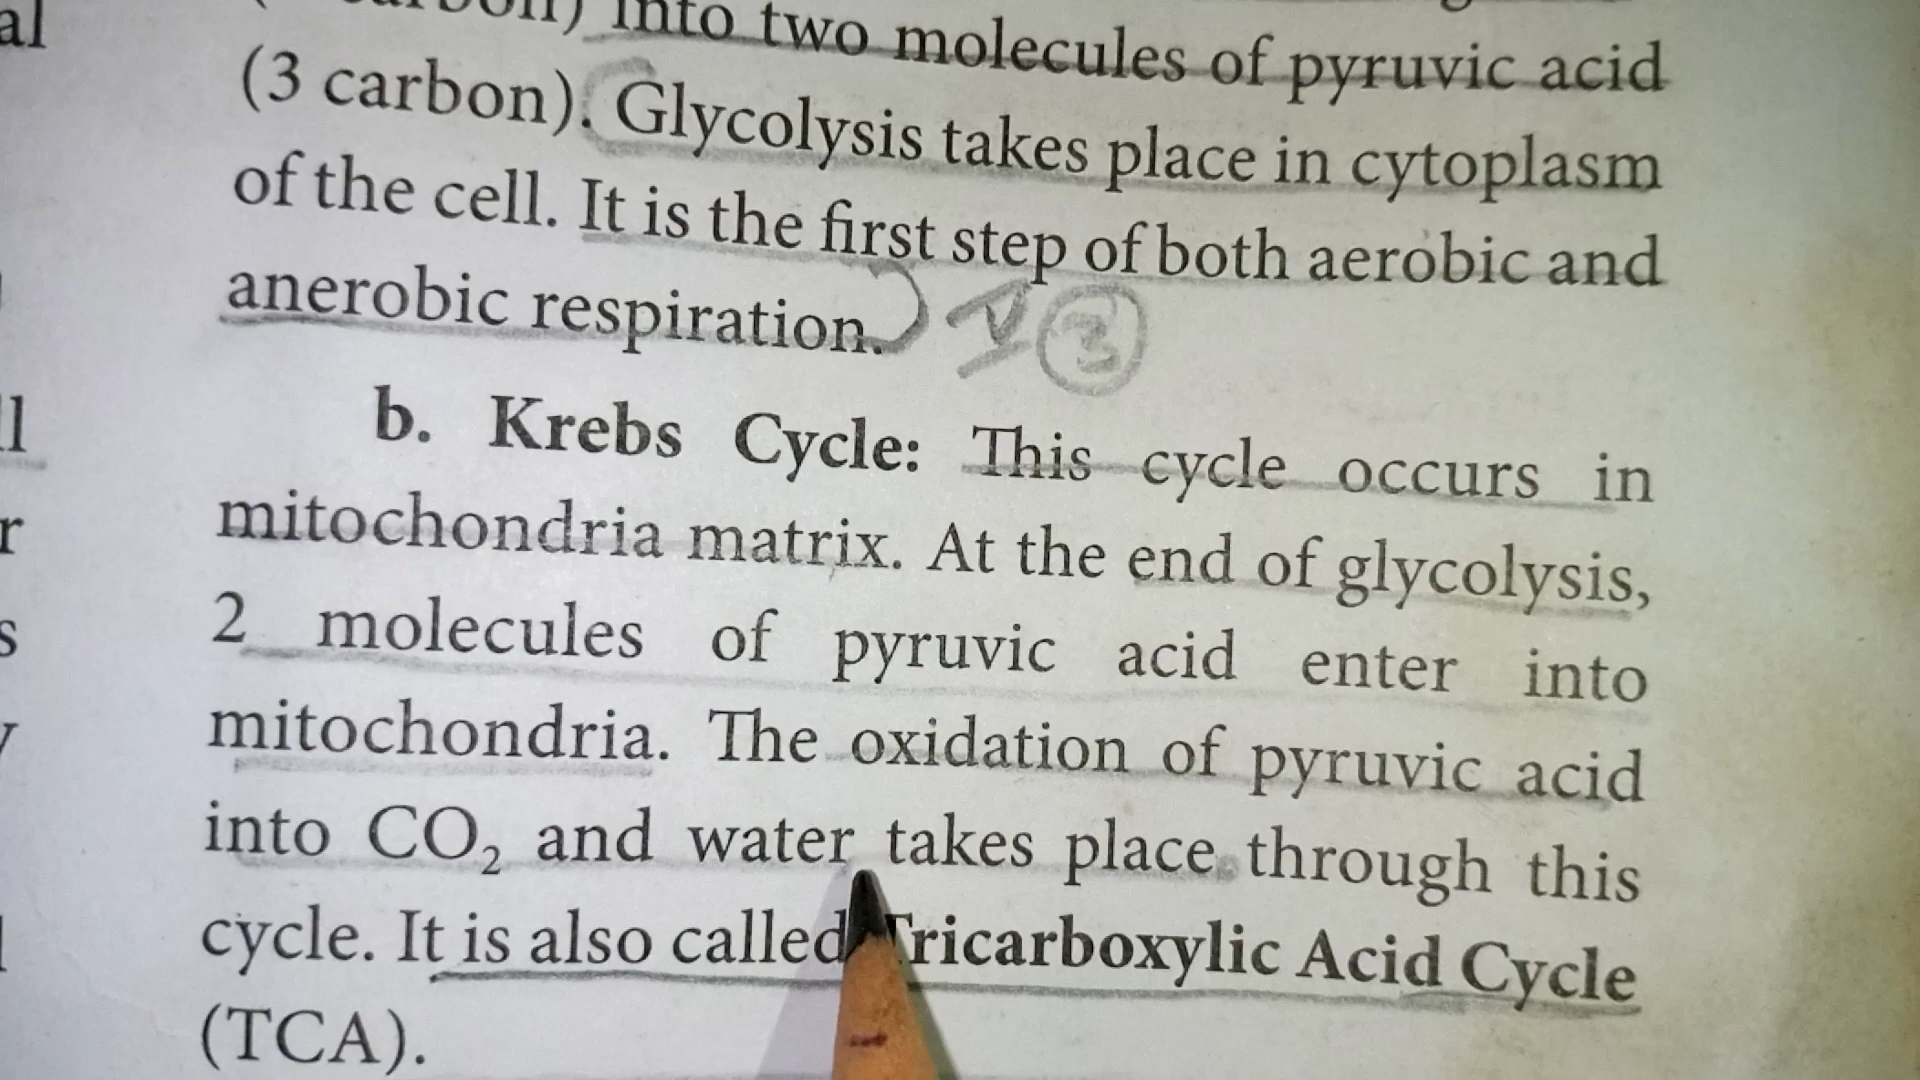 al
into two molecules of pyruvic acid
(3 carbon). Glycolysis takes place in cytoplasm
of the cell. It is the first step of both aerobic and
anerobic respiration.
3
b. Krebs Cycle: This cycle occurs in
mitochondria matrix. At the end of glycolysis,
2 molecules of pyruvic acid enter into
mitochondria. The oxidation of pyruvic acid
into CO₂ and water takes place through this
cycle. It is also called Tricarboxylic Acid Cycle
(TCA).